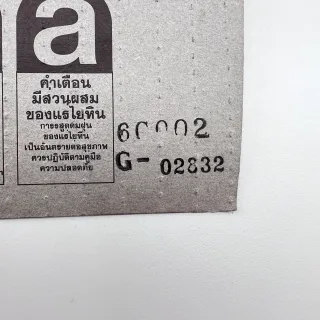 a
คำเตือน
มีส่วนผสม
ของแร่ใยหิน
การสูดดมฝุ่น
ของแร่ใยหิน
เป็นอันตรายต่อสุขภาพ
ควรปฏิบัติตามคู่มือ
ความปลอดภัย
G- 02832